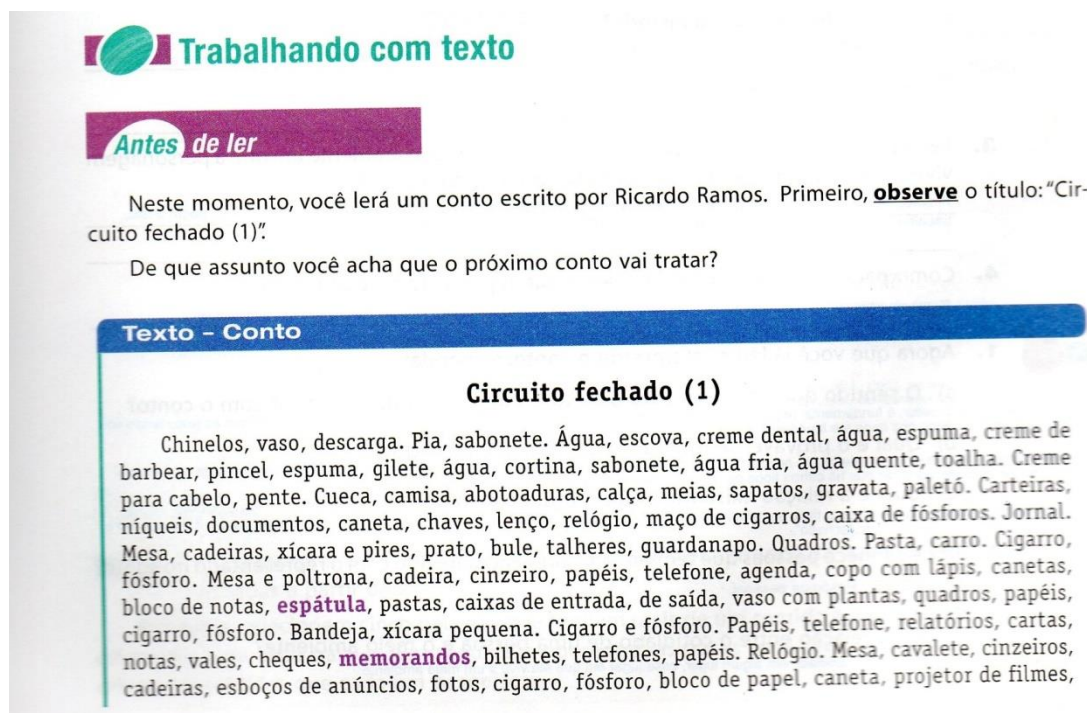 Trabalhando com texto
Antes de ler
Neste momento, você lerá um conto escrito por Ricardo Ramos. Primeiro, observe o título: “Cir-
cuito fechado (1)”.
De que assunto você acha que o próximo conto vai tratar?
Texto – Conto
Circuito fechado (1)
Chinelos, vaso, descarga. Pia, sabonete. Água, escova, creme dental, água, espuma, creme de
barbear, pincel, espuma, gilete, água, cortina, sabonete, água fria, água quente, toalha. Creme
para cabelo, pente. Cueca, camisa, abotoaduras, calça, meias, sapatos, gravata, paletó. Carteiras,
níqueis, documentos, caneta, chaves, lenço, relógio, maço de cigarros, caixa de fósforos. Jornal.
Mesa, cadeiras, xícara e pires, prato, bule, talheres, guardanapo. Quadros. Pasta, carro. Cigarro,
fósforo. Mesa e poltrona, cadeira, cinzeiro, papéis, telefone, agenda, copo com lápis, canetas,
bloco de notas, espátula, pastas, caixas de entrada, de saída, vaso com plantas, quadros, papéis,
cigarro, fósforo. Bandeja, xícara pequena. Cigarro e fósforo. Papéis, telefone, relatórios, cartas,
notas, vales, cheques, memorandos, bilhetes, telefones, papéis. Relógio. Mesa, cavalete, cinzeiros,
cadeiras, esboços de anúncios, fotos, cigarro, fósforo, bloco de papel, caneta, projetor de filmes,